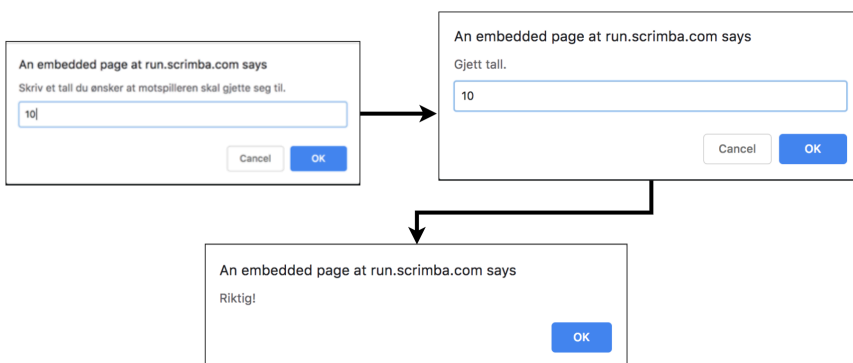 An embedded page at run.scrimba.com says
Skriv et tall du ønsker at motspilleren skal gjette seg til.
10
Cancel
OK
An embedded page at run.scrimba.com says
Gjett tall.
10
Cancel
OK
An embedded page at run.scrimba.com says
Riktig!
OK